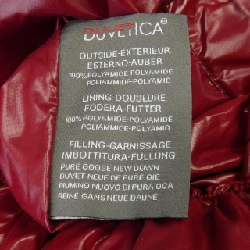 DUVETICA®
OUTSIDE-EXTERIEUR
ESTERNO-AUBER
100% POLYAMIDE POLYAMIDE
POLIAMMIDE-POLYAMID
LINING-DOUBLURE
FODERA-FUTTER
100% POLYAMIDE-POLYAMIDE
POLIAMMIDE-POLYAMID
FILLING-GARNISSAGE
IMBOTTITURA-FULLING
PURE GOOSE NEW DOWN
DUVET NEUF DE PURE OIE
PIUMINO NUOVO DI PURA OCA
REINE GANS NEUE DAUNE